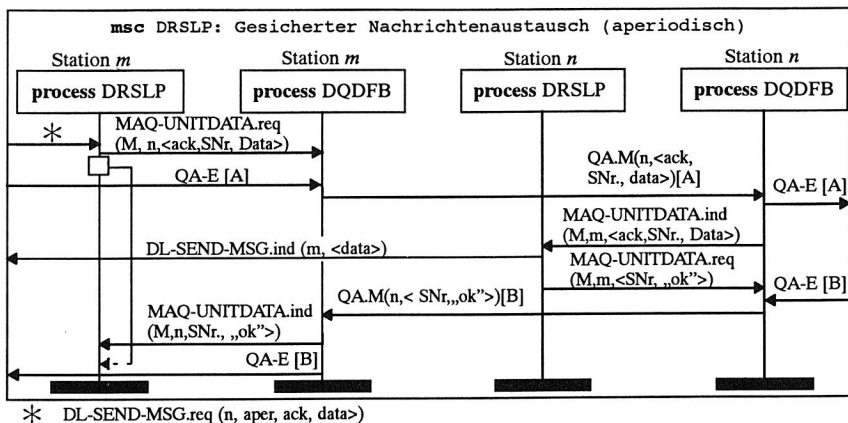 msc DRSLP: Gesicherter Nachrichtenaustausch (aperiodisch)
Station m
Station m
Station n
Station n
process DRSLP
process DQDFB
process DRSLP
process DQDFB
MAQ-UNITDATA.req
(M, n,<ack,SNr, Data>)
QA-E [A]
QA.M(n,<ack,
SNr., data>)[A]
QA-E [A]
MAQ-UNITDATA.ind
(M,m,<ack,SNr., Data>)
DL-SEND-MSG.ind (m, <data>)
MAQ-UNITDATA.req
(M,m,<SNr, „ok”>)
QA-E [B]
QA.M(n,< SNr,„ok”>)[B]
MAQ-UNITDATA.ind
(M,n,SNr., „ok”>)
QA-E [B]
* DL-SEND-MSG.req (n, aper, ack, data>)